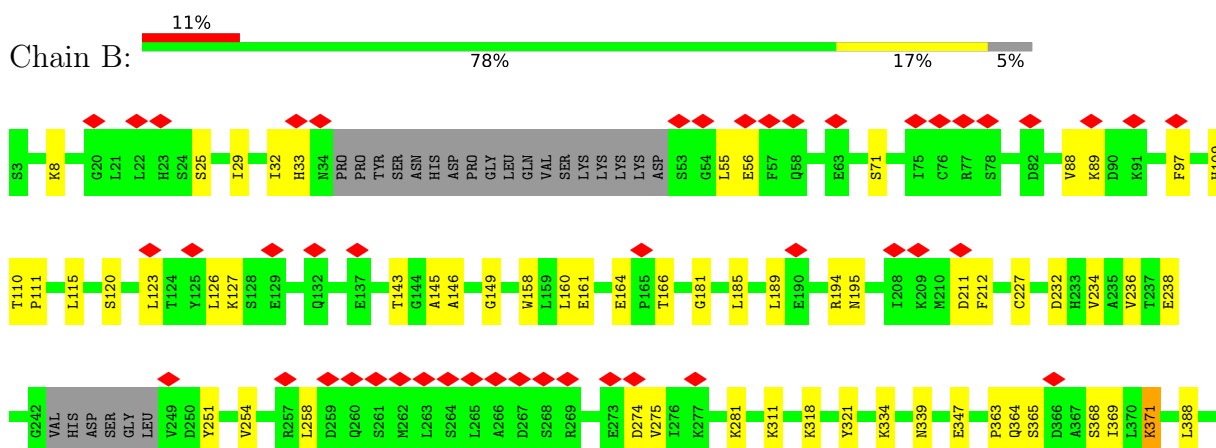 11%
Chain B:
78% 17% 5%
S3 K8 G20 L21 L22 H23 S24 S25 I29 I32 H33 N34 PRO PRO TYR SER ASN HIS ASP PRO GLY LEU GLN VAL SER LYS LYS LYS LYS ASP S53 G54 L55 E56 F57 Q58 E63 S71 I75 C76 R77 S78 D82 V88 K89 D90 K91 F97 H109
T110 P111 L115 S120 L123 T124 Y125 L126 K127 S128 E129 Q132 E137 T143 G144 A145 A146 G149 W158 L159 L160 E161 E164 P165 T166 G181 L185 L189 E190 R194 N195 I208 K209 M210 D211 F212 C227 D232 H233 V234 A235 V236 T237 E238
G242 VAL HIS ASP SER GLY LEU V249 D250 Y251 V254 R257 L258 D259 Q260 S261 M262 L263 S264 L265 A266 D267 S268 R269 E273 D274 V275 I276 K277 K281 K311 K318 Y321 K334 N339 E347 P363 Q364 S365 D366 A367 S368 I369 L370 K371 L388